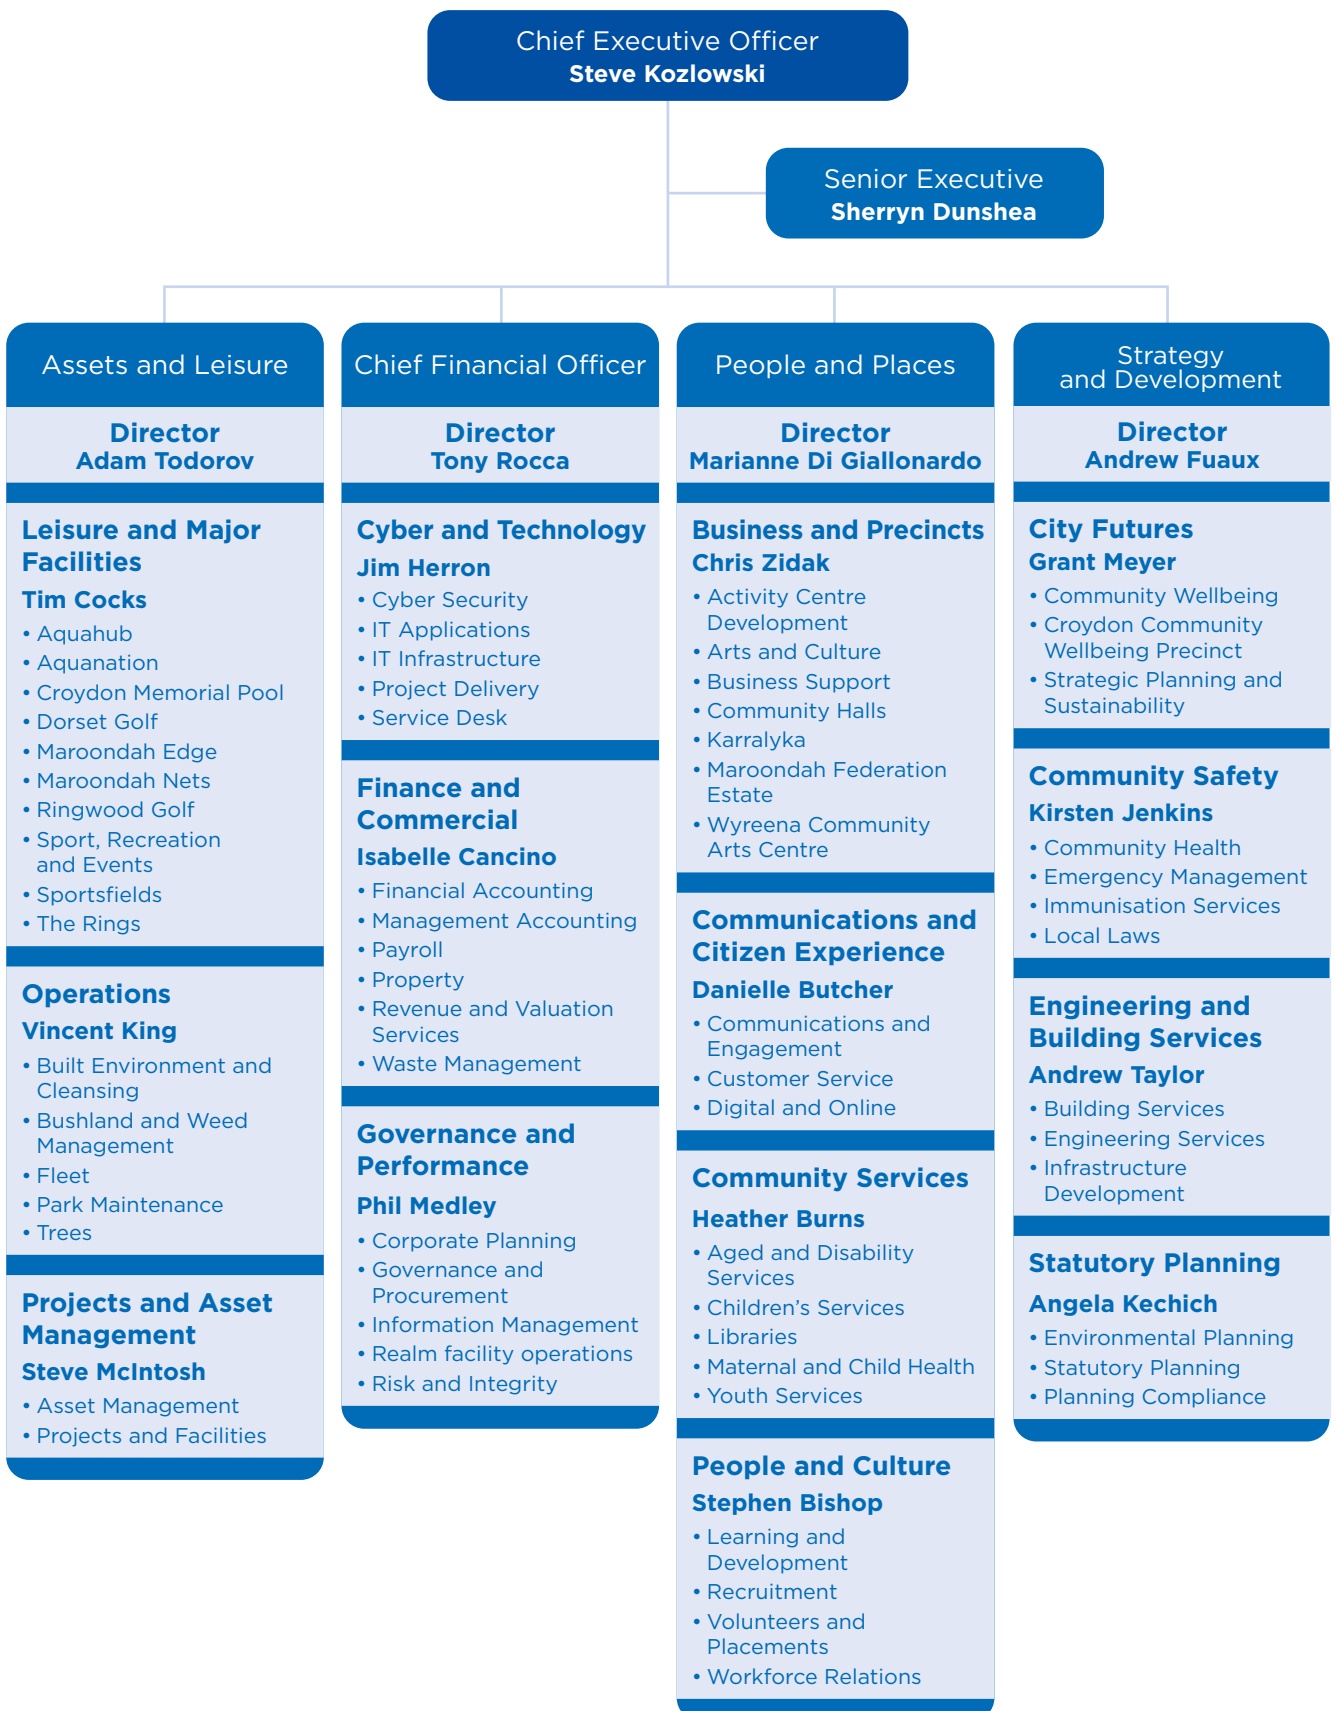 Chief Executive Officer
Steve Kozlowski
Senior Executive
Sherryn Dunshea
Assets and Leisure
Director
Adam Todorov
Leisure and Major
Facilities
Tim Cocks
• Aquahub
• Aquanation
• Croydon Memorial Pool
• Dorset Golf
• Maroondah Edge
• Maroondah Nets
• Ringwood Golf
• Sport, Recreation
and Events
• Sportsfields
• The Rings
Operations
Vincent King
• Built Environment and
Cleansing
• Bushland and Weed
Management
• Fleet
• Park Maintenance
• Trees
Projects and Asset
Management
Steve McIntosh
• Asset Management
• Projects and Facilities
Chief Financial Officer
Director
Tony Rocca
Cyber and Technology
Jim Herron
• Cyber Security
• IT Applications
• IT Infrastructure
• Project Delivery
• Service Desk
Finance and
Commercial
Isabelle Cancino
• Financial Accounting
• Management Accounting
• Payroll
• Property
• Revenue and Valuation
Services
• Waste Management
Governance and
Performance
Phil Medley
• Corporate Planning
• Governance and
Procurement
• Information Management
• Realm facility operations
• Risk and Integrity
People and Places
Director
Marianne Di Giallonardo
Business and Precincts
Chris Zidak
• Activity Centre
Development
• Arts and Culture
• Business Support
• Community Halls
• Karralyka
• Maroondah Federation
Estate
• Wyreena Community
Arts Centre
Communications and
Citizen Experience
Danielle Butcher
• Communications and
Engagement
• Customer Service
• Digital and Online
Community Services
Heather Burns
• Aged and Disability
Services
• Children’s Services
• Libraries
• Maternal and Child Health
• Youth Services
People and Culture
Stephen Bishop
• Learning and
Development
• Recruitment
• Volunteers and
Placements
• Workforce Relations
Strategy
and Development
Director
Andrew Fuaux
City Futures
Grant Meyer
• Community Wellbeing
• Croydon Community
Wellbeing Precinct
• Strategic Planning and
Sustainability
Community Safety
Kirsten Jenkins
• Community Health
• Emergency Management
• Immunisation Services
• Local Laws
Engineering and
Building Services
Andrew Taylor
• Building Services
• Engineering Services
• Infrastructure
Development
Statutory Planning
Angela Kechich
• Environmental Planning
• Statutory Planning
• Planning Compliance